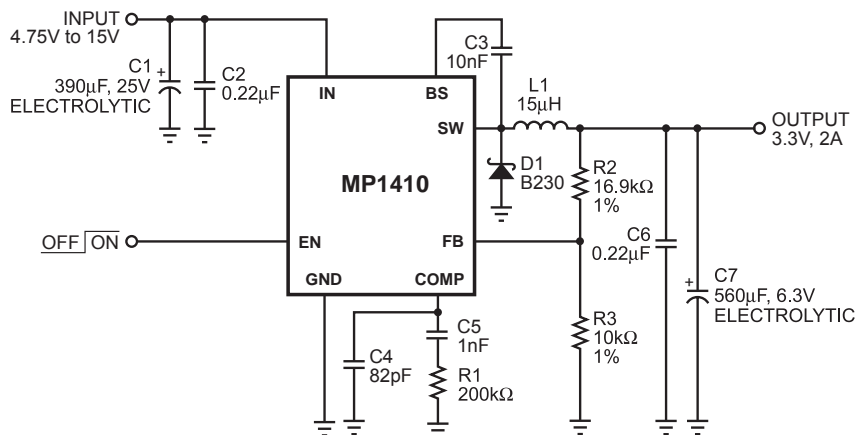 INPUT
4.75V to 15V
C1
+
390μF, 25V
ELECTROLYTIC
C2
0.22μF
C3
10nF
IN
BS
SW
L1
15μH
OUTPUT
3.3V, 2A
MP1410
D1
B230
R2
16.9kΩ
1%
OFF ON
EN
FB
C6
0.22μF
GND
COMP
C7
+
560μF, 6.3V
ELECTROLYTIC
C5
1nF
R3
10kΩ
1%
C4
82pF
R1
200kΩ